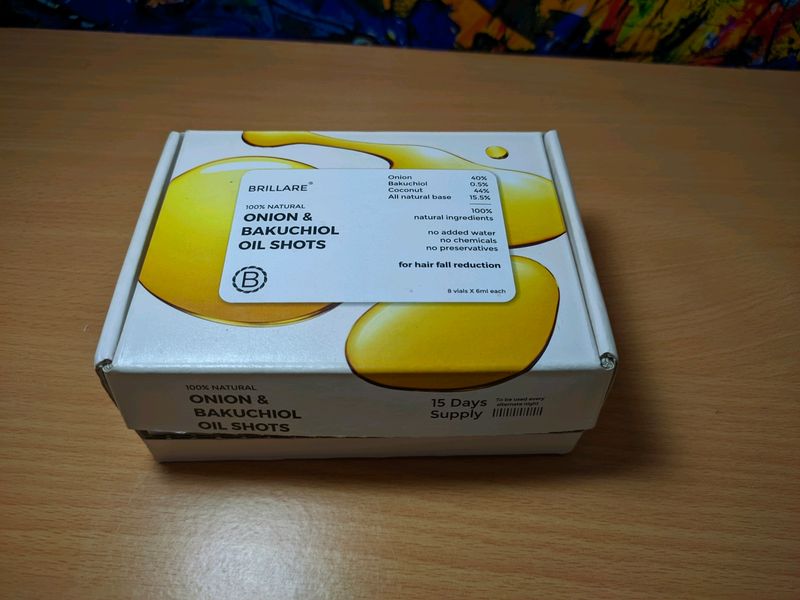 BRILLARE®
100% NATURAL
ONION &
BAKUCHIOL
OIL SHOTS
B
Onion 40%
Bakuchiol 0.5%
Coconut 44%
All natural base 15.5%
100%
natural ingredients
no added water
no chemicals
no preservatives
for hair fall reduction
8 vials X 6ml each
100% NATURAL
ONION &
BAKUCHIOL
OIL SHOTS
15 Days
Supply
To be used every
alternate night